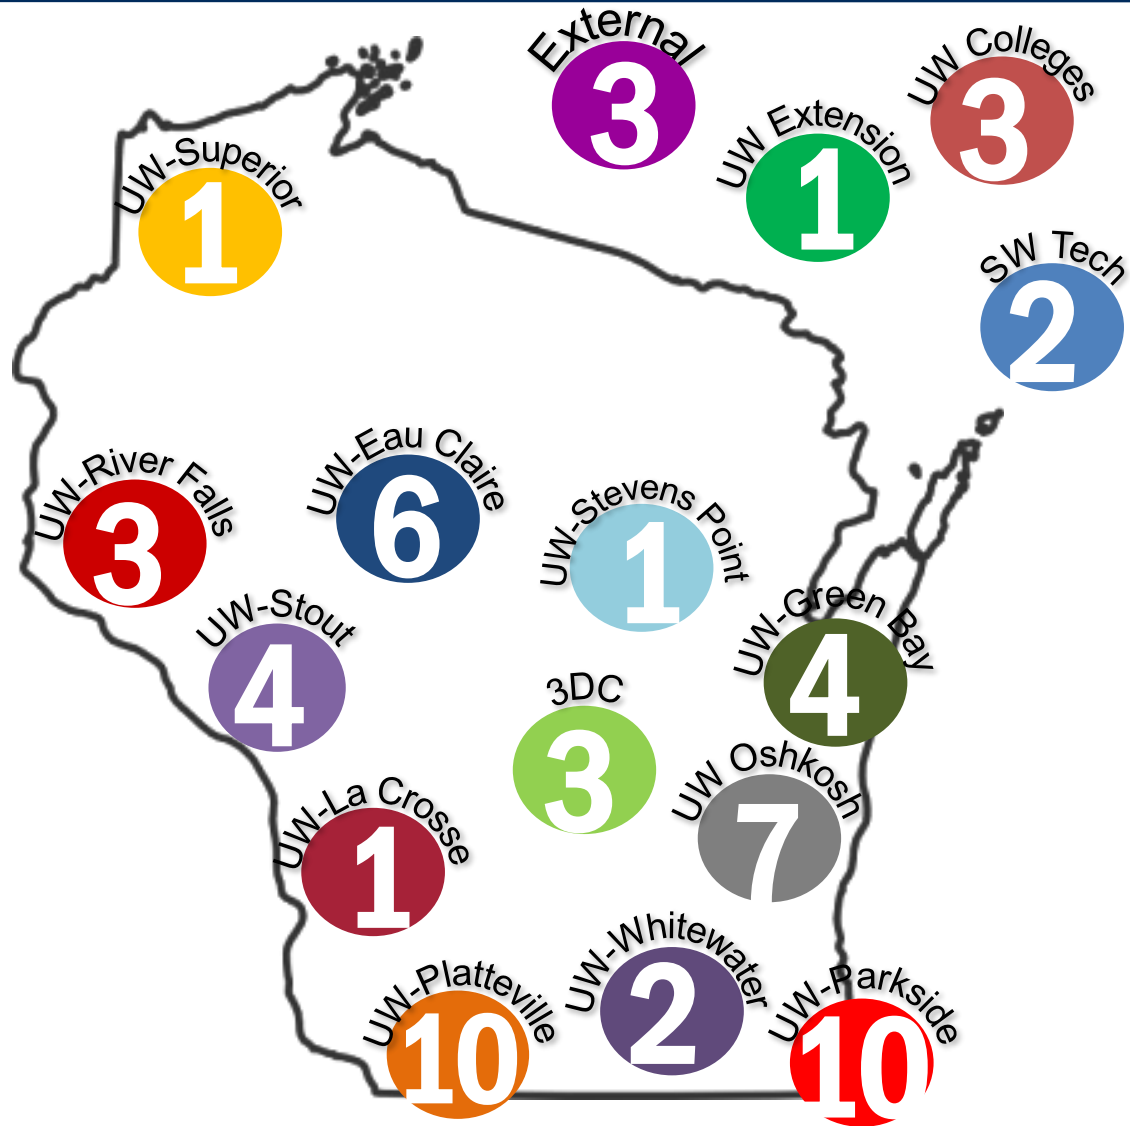 External
3
UW Colleges
3
UW Extension
1
UW-Superior
1
SW Tech
2
UW-Eau Claire
6
UW-River Falls
3
UW-Stevens Point
1
UW-Stout
4
UW-Green Bay
4
3DC
3
UW Oshkosh
7
UW-La Crosse
1
UW-Whitewater
2
UW-Platteville
10
UW-Parkside
10